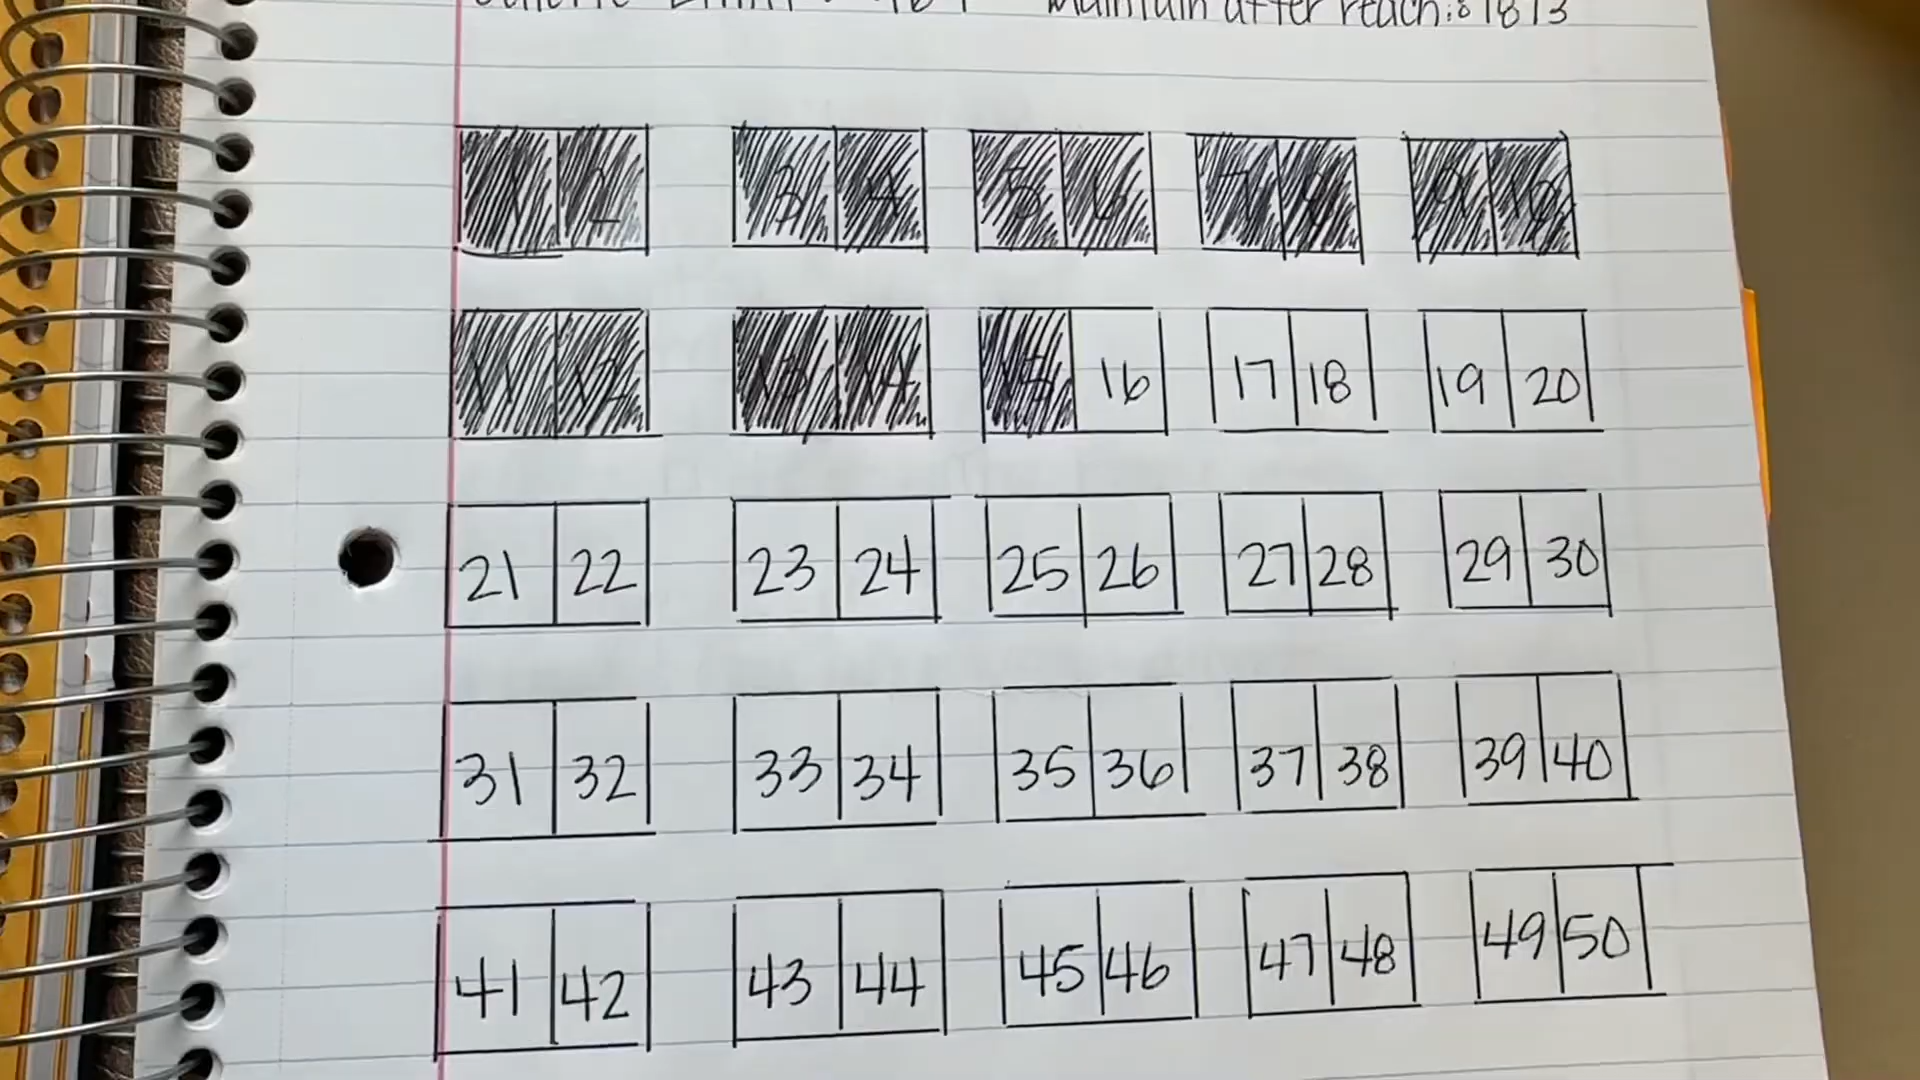 Maintain after reach: 1813
1 2 3 4 5 6 7 8 9 10
11 12 13 14 15 16 17 18 19 20
21 22 23 24 25 26 27 28 29 30
31 32 33 34 35 36 37 38 39 40
41 42 43 44 45 46 47 48 49 50